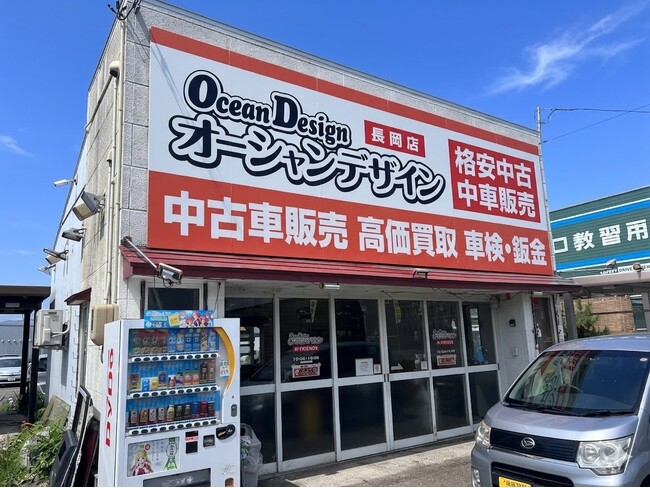 Ocean Design
オーシャンデザイン
長岡店
格安中古
中車販売
中古車販売 高価買取 車検・鈑金
口教習用
DyDo